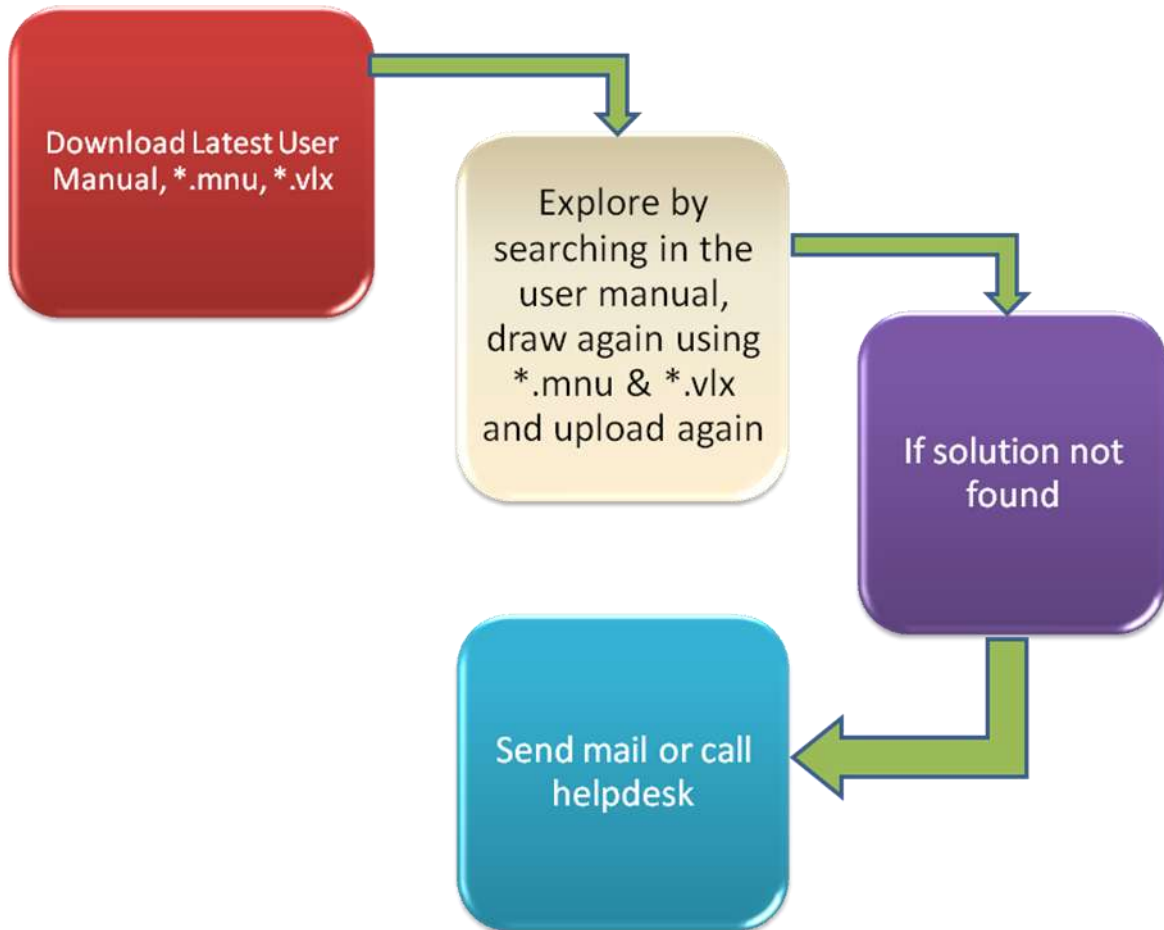 Download Latest User
Manual, *.mnu, *.vlx
Explore by
searching in the
user manual,
draw again using
*.mnu & *.vlx
and upload again
If solution not
found
Send mail or call
helpdesk